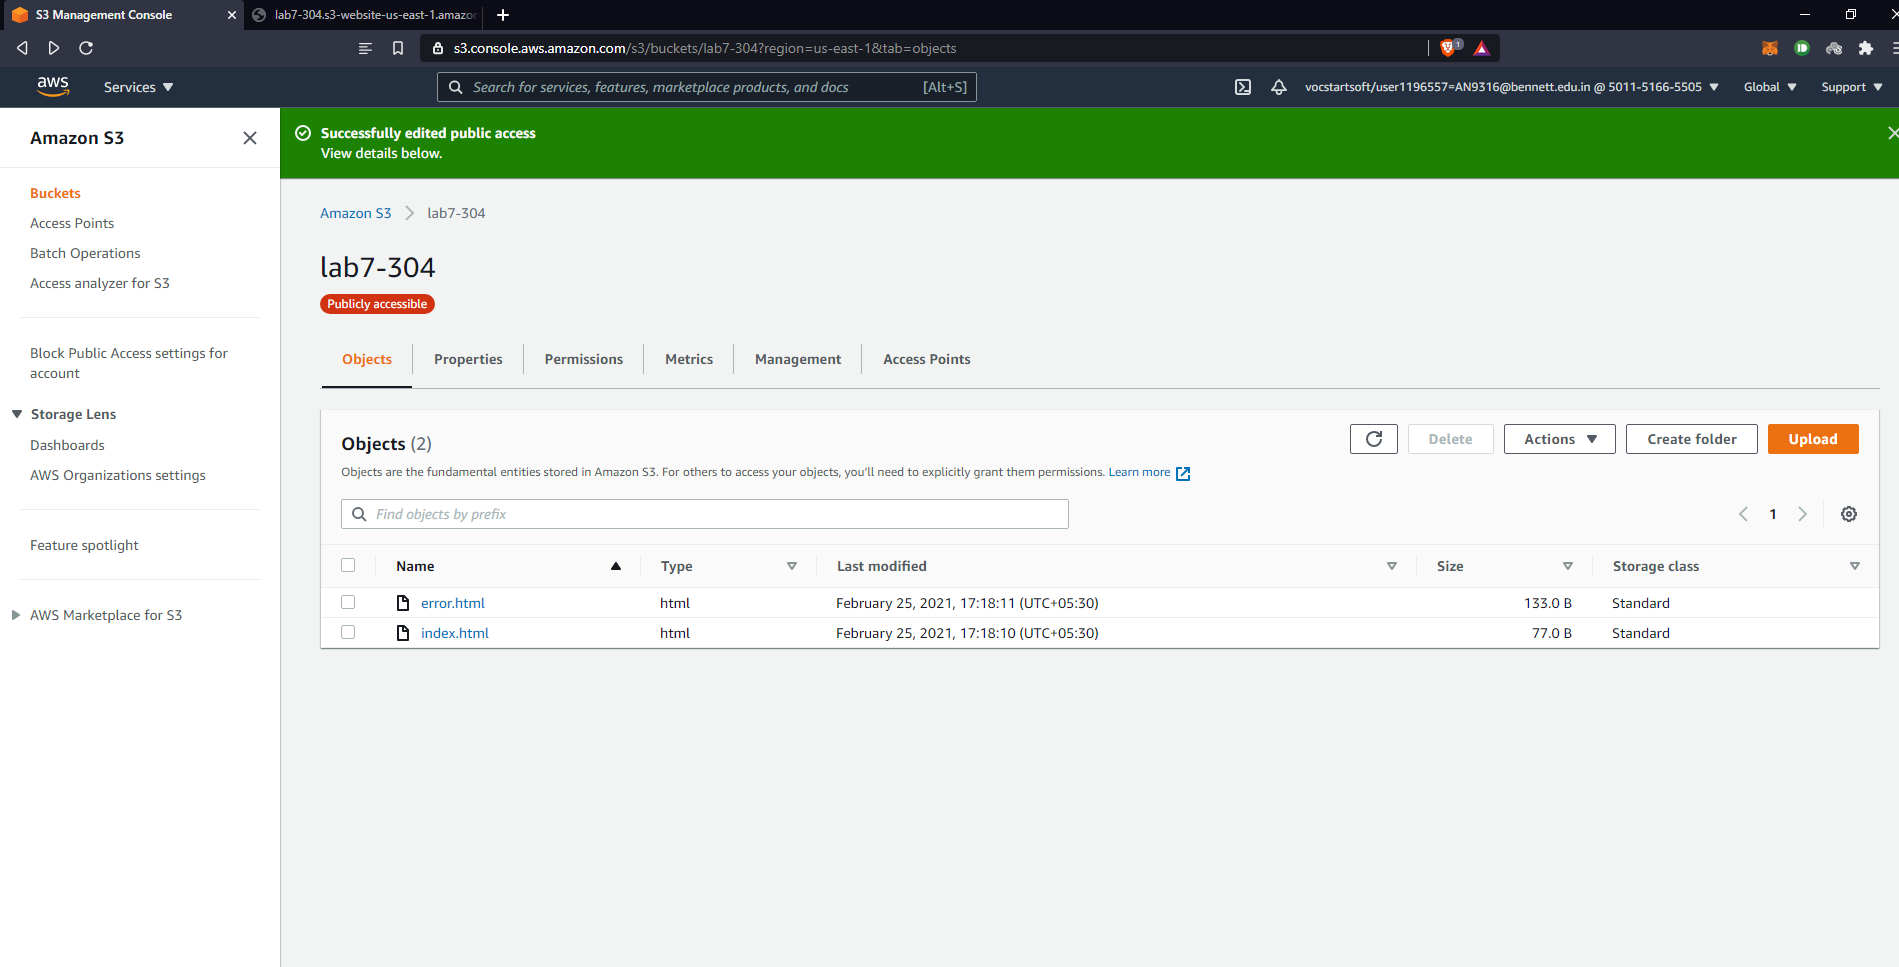 S3 Management Console
lab7-304.s3-website-us-east-1.amazon
s3.console.aws.amazon.com/s3/buckets/lab7-304?region=us-east-1&tab=objects
1
aws
Services
Search for services, features, marketplace products, and docs
[Alt+S]
vocstartsoft/user1196557=AN9316@bennett.edu.in @ 5011-5166-5505
Global
Support
Amazon S3
Buckets
Access Points
Batch Operations
Access analyzer for S3
Block Public Access settings for
account
Storage Lens
Dashboards
AWS Organizations settings
Feature spotlight
AWS Marketplace for S3
Successfully edited public access
View details below.
Amazon S3 > lab7-304
lab7-304
Publicly accessible
Objects
Properties
Permissions
Metrics
Management
Access Points
Objects (2)
Delete
Actions
Create folder
Upload
Objects are the fundamental entities stored in Amazon S3. For others to access your objects, you'll need to explicitly grant them permissions. Learn more
Find objects by prefix
1
Name Type Last modified Size Storage class
error.html html February 25, 2021, 17:18:11 (UTC+05:30) 133.0 B Standard
index.html html February 25, 2021, 17:18:10 (UTC+05:30) 77.0 B Standard